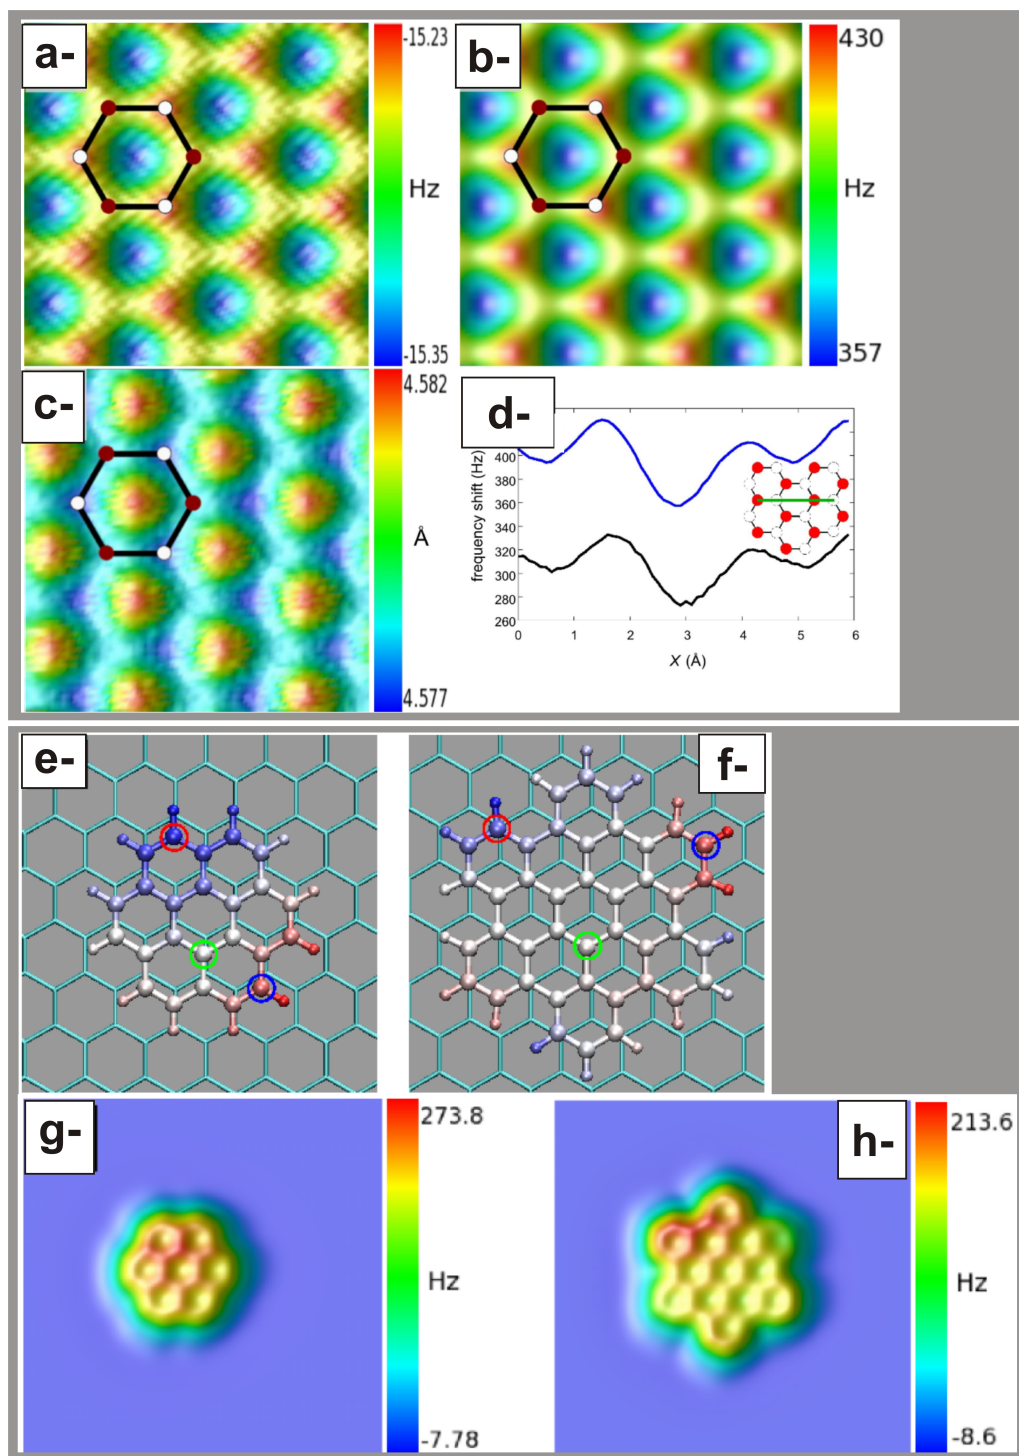 a-
-15.23
Hz
-15.35
b-
430
Hz
357
c-
4.582
Å
4.577
d-
frequency shift (Hz)
400
380
360
340
320
300
280
260
0 1 2 3 4 5 6
X (Å)
e-
f-
g-
273.8
Hz
-7.78
h-
213.6
Hz
-8.6